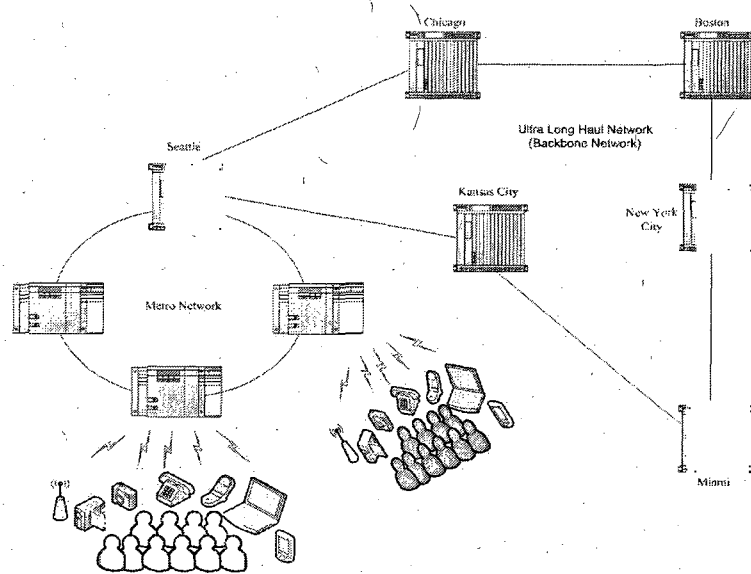 Chicago
Boston
Ultra Long Haul Network
(Backbone Network)
Seattle
Kansas City
New York
City
Metro Network
Miami